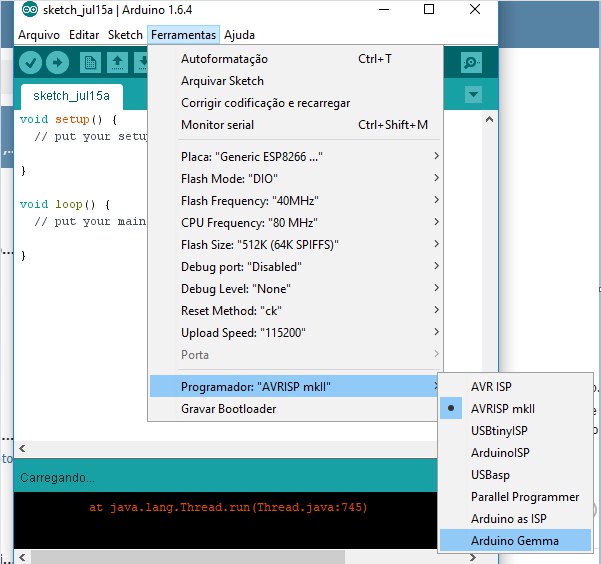 sketch_jul15a | Arduino 1.6.4
Arquivo Editar Sketch Ferramentas Ajuda
sketch_jul15a
void setup() {
// put your setup
}
void loop() {
// put your main
}
Autoformatação Ctrl+T
Arquivar Sketch
Corrigir codificação e recarregar
Monitor serial Ctrl+Shift+M
Placa: "Generic ESP8266 ..."
Flash Mode: "DIO"
Flash Frequency: "40MHz"
CPU Frequency: "80 MHz"
Flash Size: "512K (64K SPIFFS)"
Debug port: "Disabled"
Debug Level: "None"
Reset Method: "ck"
Upload Speed: "115200"
Porta
Programador: "AVRISP mkII"
Gravar Bootloader
AVR ISP
AVRISP mkII
USBtinyISP
ArduinoISP
USBasp
Parallel Programmer
Arduino as ISP
Arduino Gemma
Carregando...
at java.lang.Thread.run(Thread.java:745)